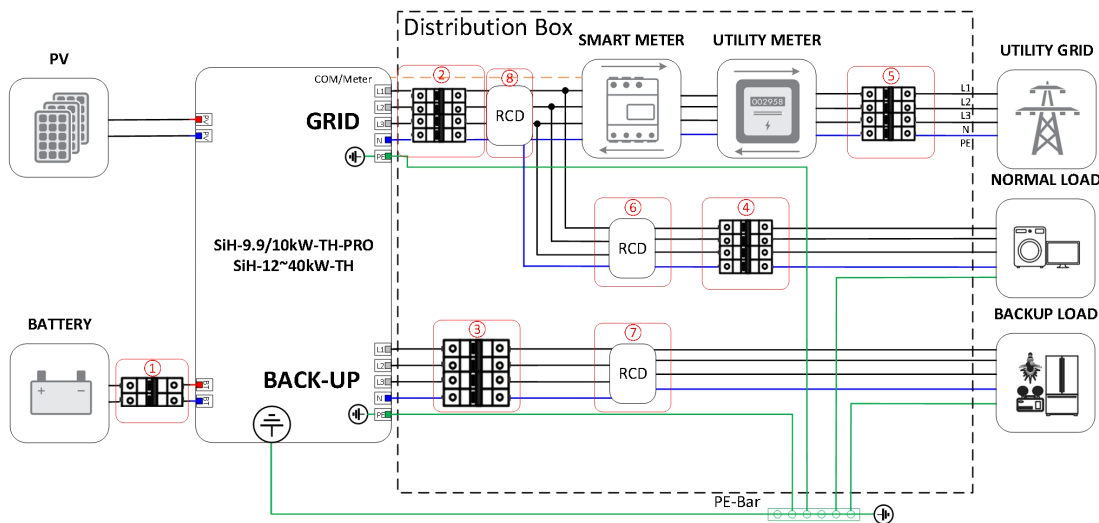 Distribution Box
PV
SMART METER
UTILITY METER
UTILITY GRID
COM/Meter
②
⑧
⑤
L1
L2
L3
N
PE
GRID
RCD
002958
L1
L2
L3
N
PE
NORMAL LOAD
⑥
④
RCD
SiH-9.9/10kW-TH-PRO
SiH-12~40kW-TH
BATTERY
BACKUP LOAD
①
③
⑦
L1
L2
L3
N
PE
BACK-UP
RCD
+
-
PE-Bar